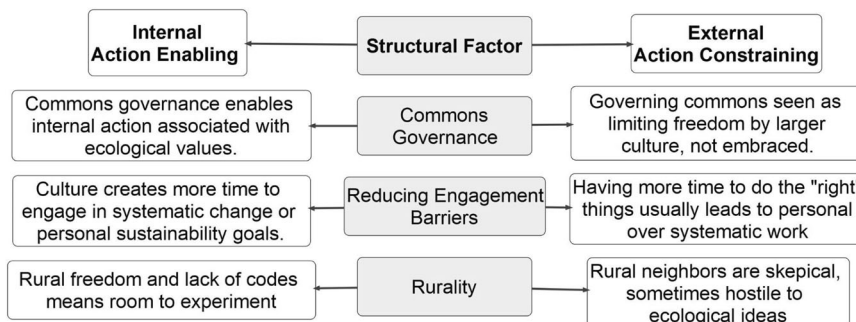 Internal
Action Enabling
Structural Factor
External
Action Constraining
Commons governance enables
internal action associated with
ecological values.
Commons
Governance
Governing commons seen as
limiting freedom by larger
culture, not embraced.
Culture creates more time to
engage in systematic change or
personal sustainability goals.
Reducing Engagement
Barriers
Having more time to do the "right"
things usually leads to personal
over systematic work
Rural freedom and lack of codes
means room to experiment
Rurality
Rural neighbors are skepical,
sometimes hostile to
ecological ideas